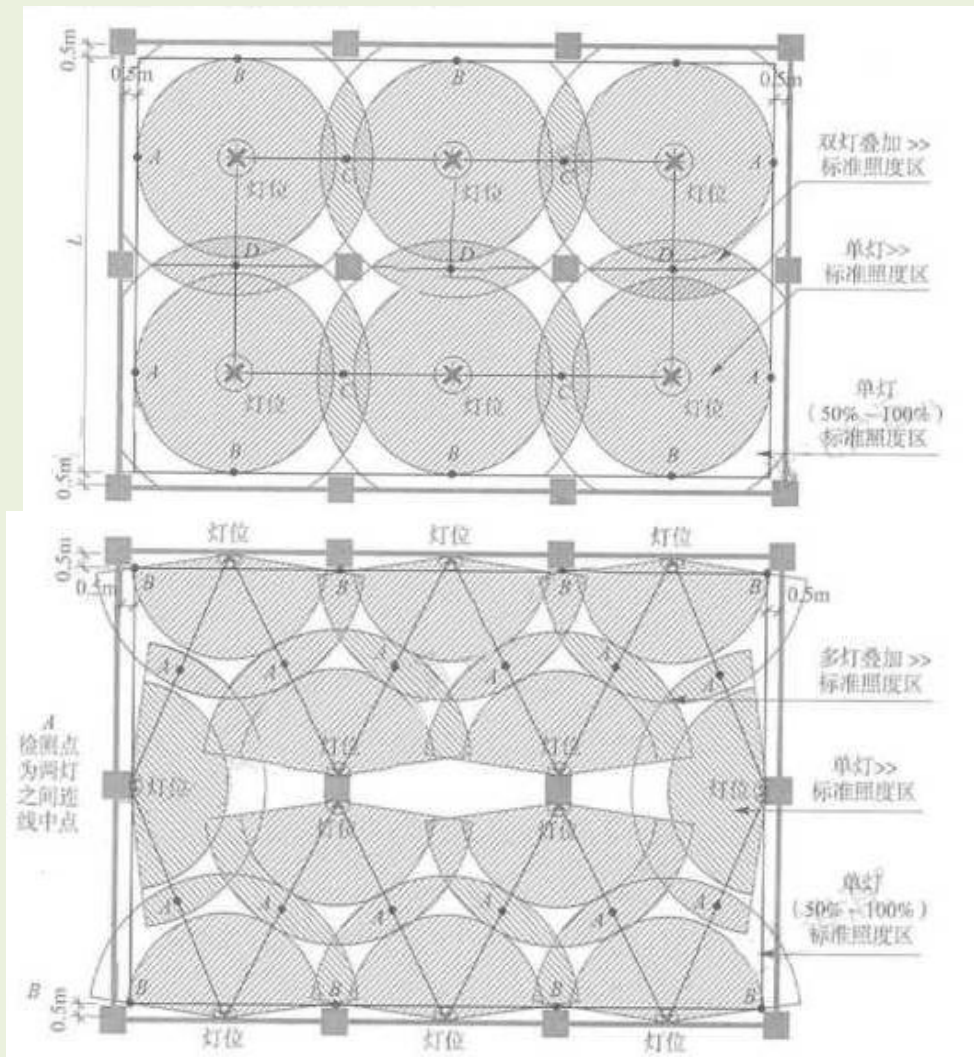 0.5m
0.5m
B
B
0.5m
双灯叠加 >>
标准照度区
A
A
灯位
C
灯位
C
灯位
L
D
D
D
单灯>>
标准照度区
A
A
灯位
C
灯位
C
灯位
单灯
（50%～100%）
标准照度区
B
B
B
0.5m
灯位
灯位
灯位
0.5m
0.5m
B
B
B
B
0.5m
A
A
A
A
A
A
多灯叠加 >>
标准照度区
A
检测点
为两灯
之间连
线中点
灯位
灯位
灯位
灯位
单灯>>
标准照度区
灯位
灯位
A
A
A
A
A
A
单灯
（50%～100%）
标准照度区
B
B
B
B
B
0.5m
灯位
灯位
灯位